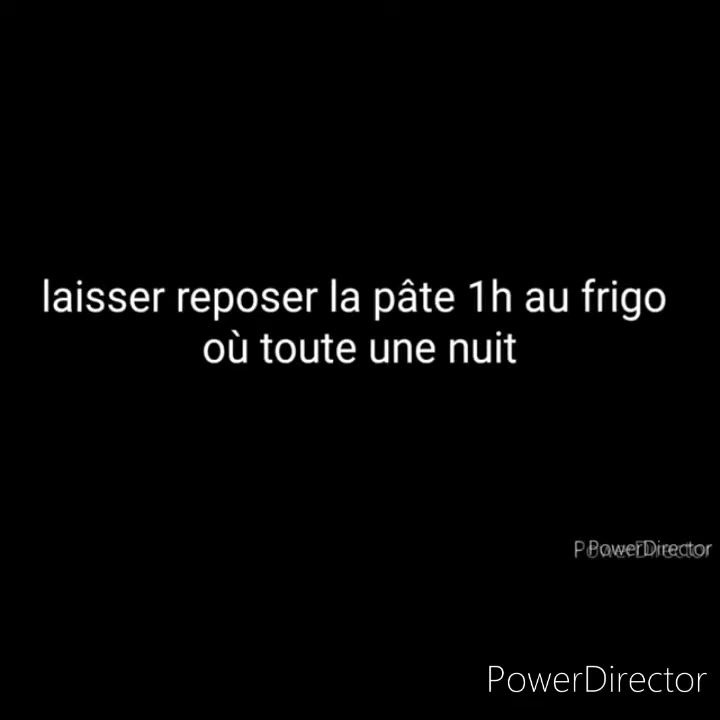 laisser reposer la pâte 1h au frigo
où toute une nuit
PowerDirector
PowerDirector